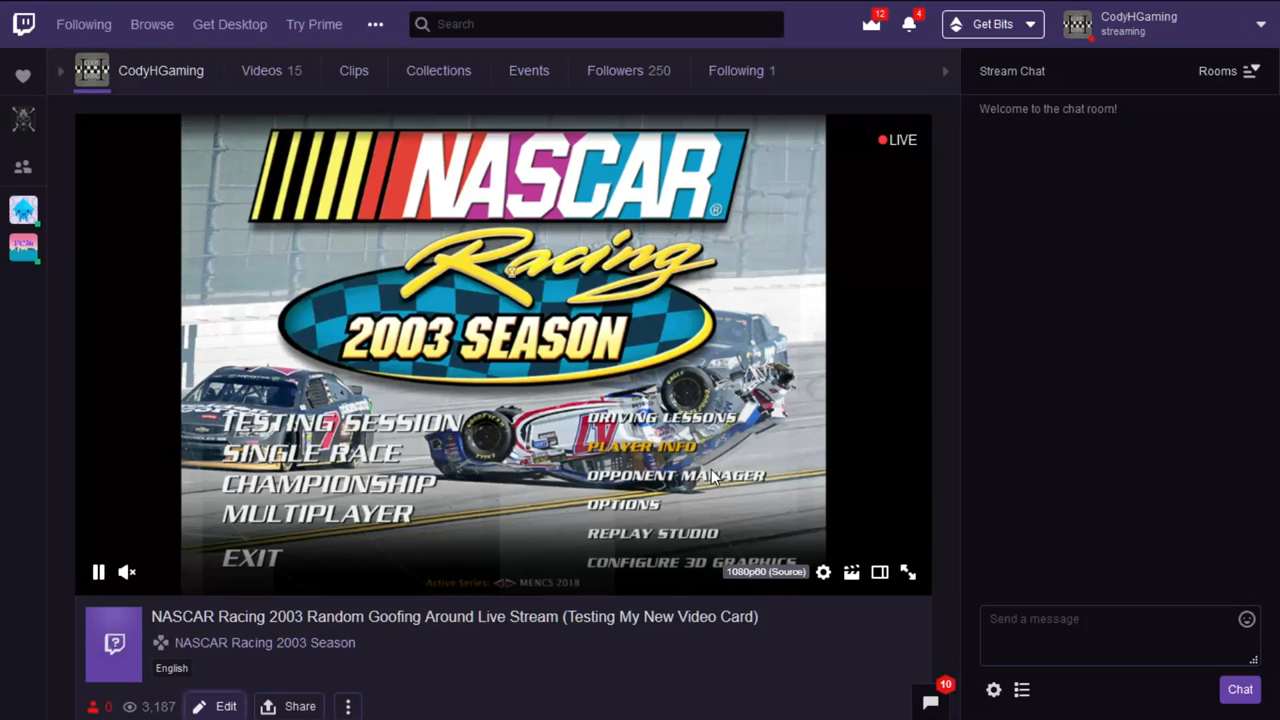 Following Browse Get Desktop Try Prime ••• Search 12 4 Get Bits CodyHGaming
streaming
CodyHGaming Videos 15 Clips Collections Events Followers 250 Following 1 Stream Chat Rooms
Welcome to the chat room!
LIVE
NASCAR
Racing
2003 SEASON
TESTING SESSION
SINGLE RACE
CHAMPIONSHIP
MULTIPLAYER
EXIT
DRIVING LESSONS
PLAYER INFO
OPPONENT MANAGER
OPTIONS
REPLAY STUDIO
CONFIGURE 3D GRAPHICS
Active Series: MENCS 2018
1080p60 (Source)
NASCAR Racing 2003 Random Goofing Around Live Stream (Testing My New Video Card)
NASCAR Racing 2003 Season
English
0 3,187 Edit Share
10
Send a message
Chat